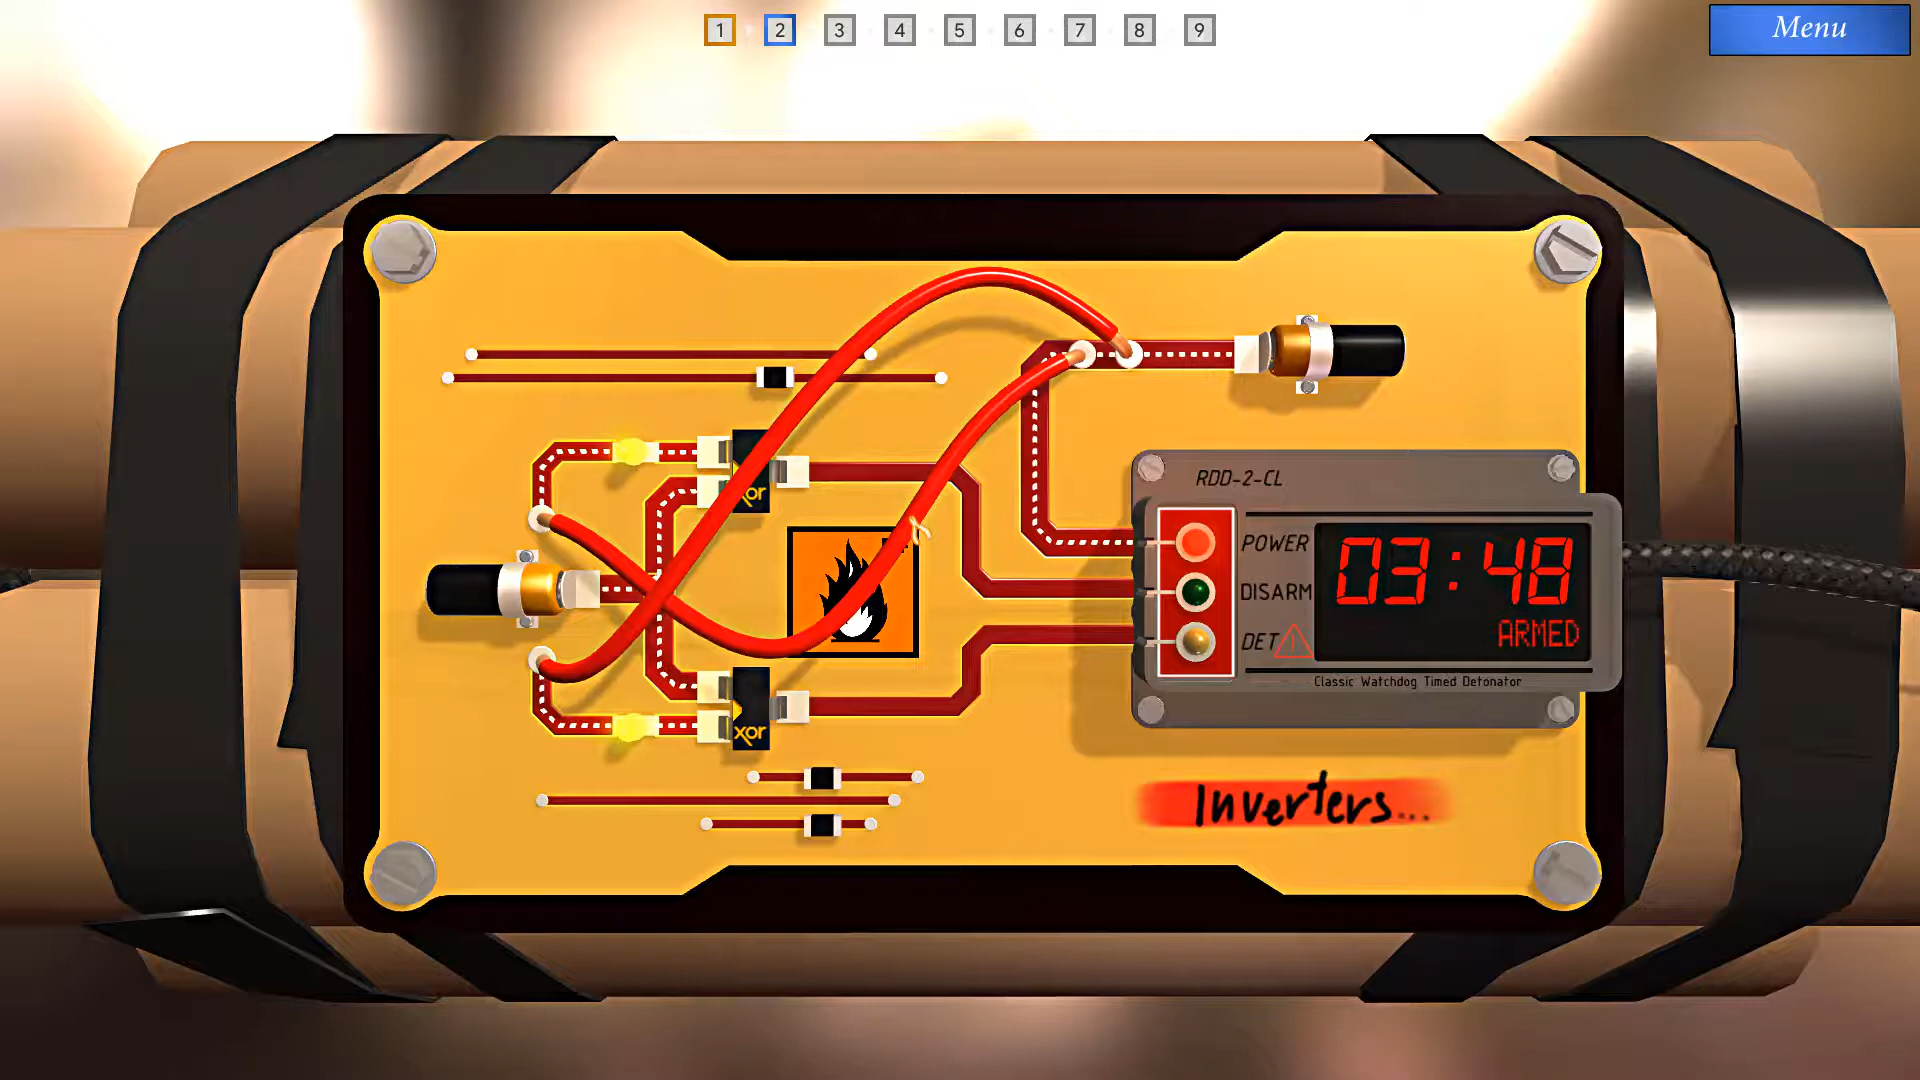 1 2 3 4 5 6 7 8 9
Menu
xor
RDD-2-CL
POWER
DISARM
DET
03:48
ARMED
Classic Watchdog Timed Detonator
xor
Inverters...